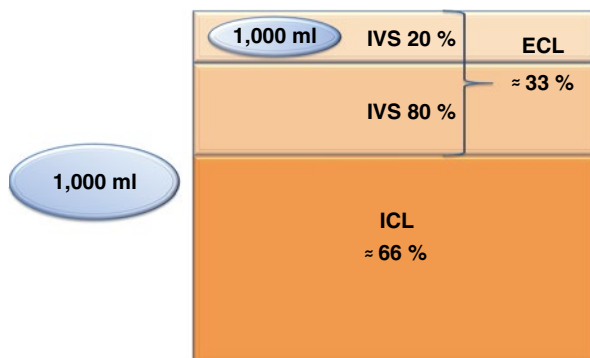 1,000 ml
IVS 20 %
ECL
≈ 33 %
IVS 80 %
1,000 ml
ICL
≈ 66 %